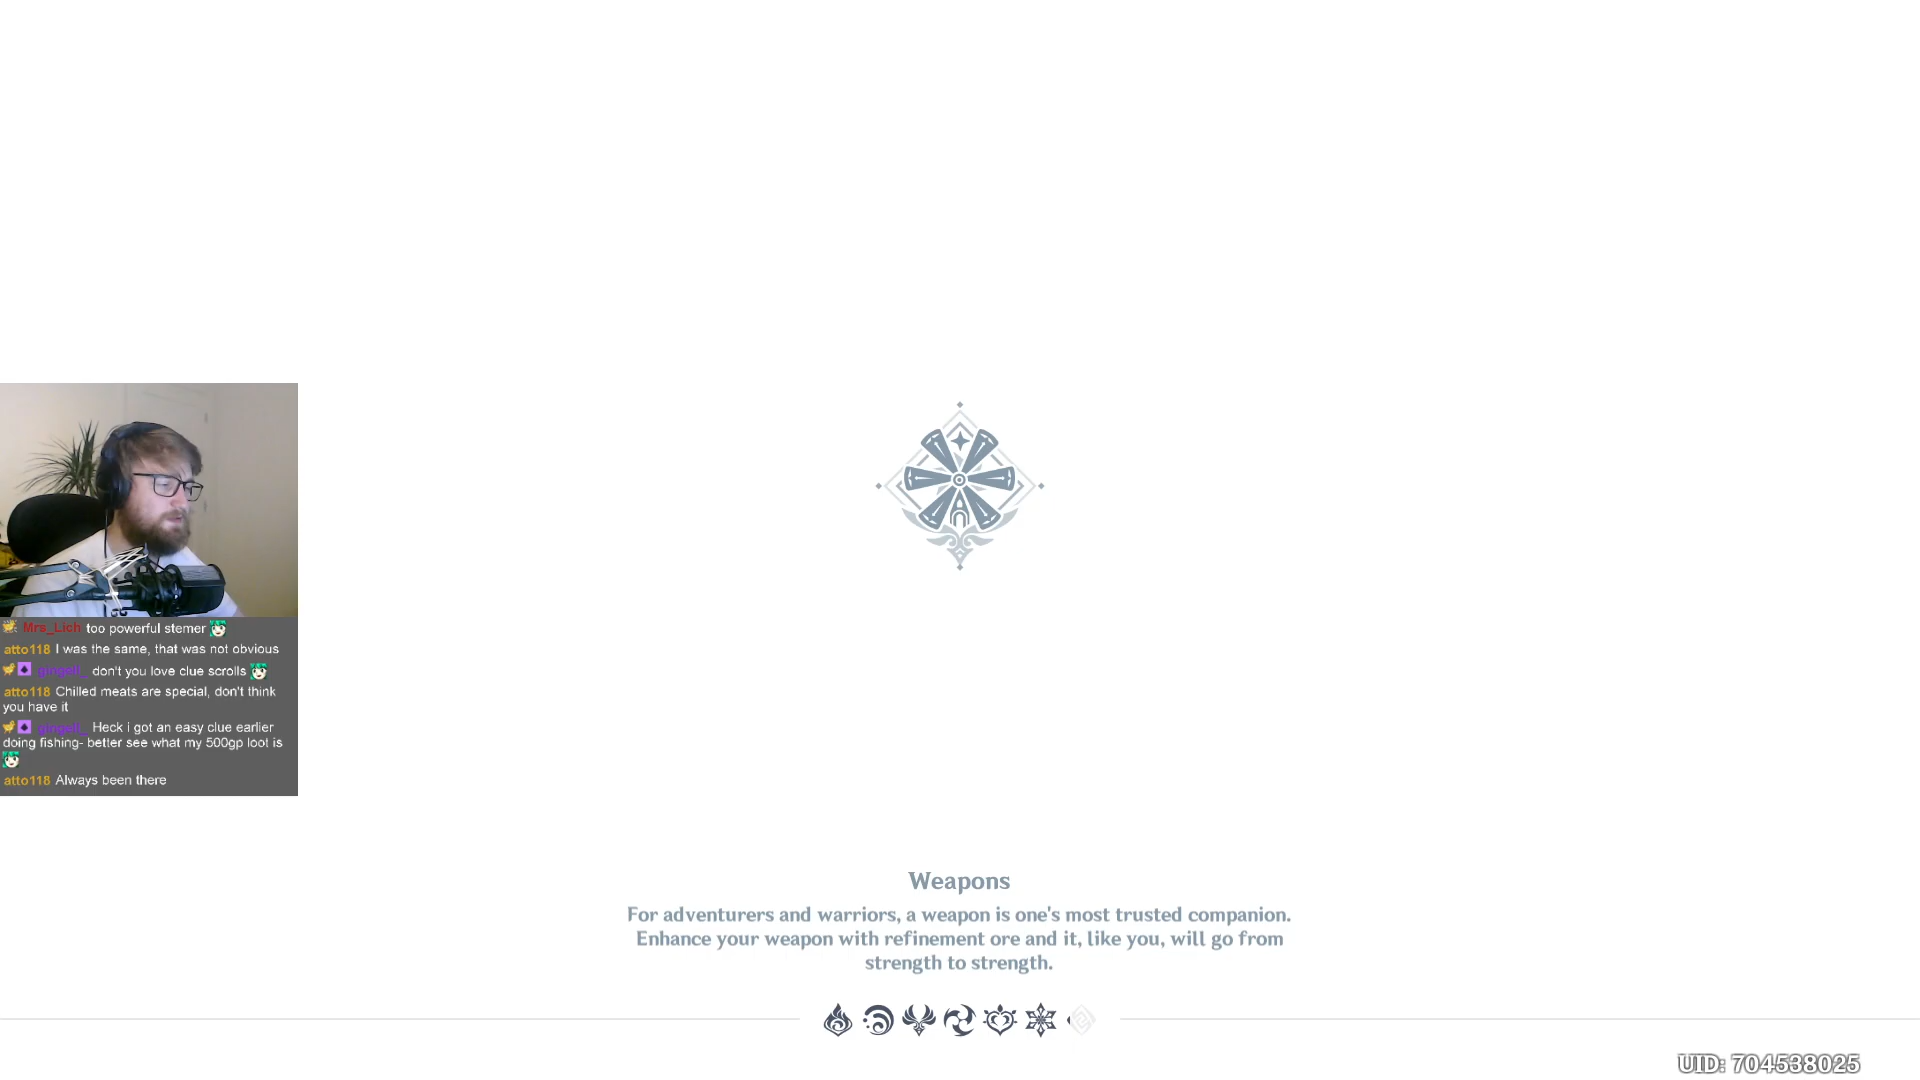 Mrs_Lich too powerful stemer
atto118 I was the same, that was not obvious
don't you love clue scrolls
atto118 Chilled meats are special, don't think
you have it
Heck i got an easy clue earlier
doing fishing- better see what my 500gp loot is
atto118 Always been there
Weapons
For adventurers and warriors, a weapon is one's most trusted companion.
Enhance your weapon with refinement ore and it, like you, will go from
strength to strength.
UID: 704538025